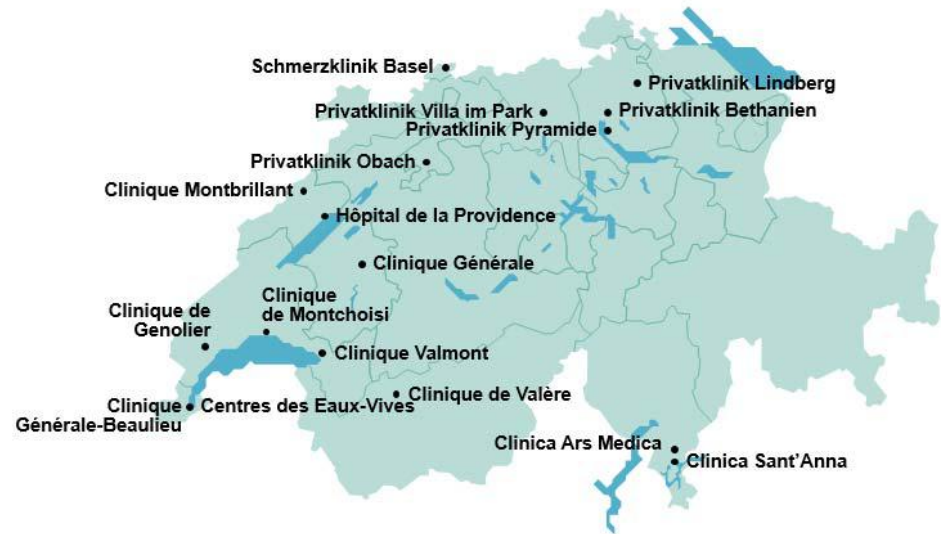 Schmerzklinik Basel
Privatklinik Lindberg
Privatklinik Villa im Park
Privatklinik Bethanien
Privatklinik Pyramide
Privatklinik Obach
Clinique Montbrillant
Hôpital de la Providence
Clinique Générale
Clinique
de Montchoisi
Clinique de
Genolier
Clinique Valmont
Clinique de Valère
Clinique
Générale-Beaulieu
Centres des Eaux-Vives
Clinica Ars Medica
Clinica Sant'Anna